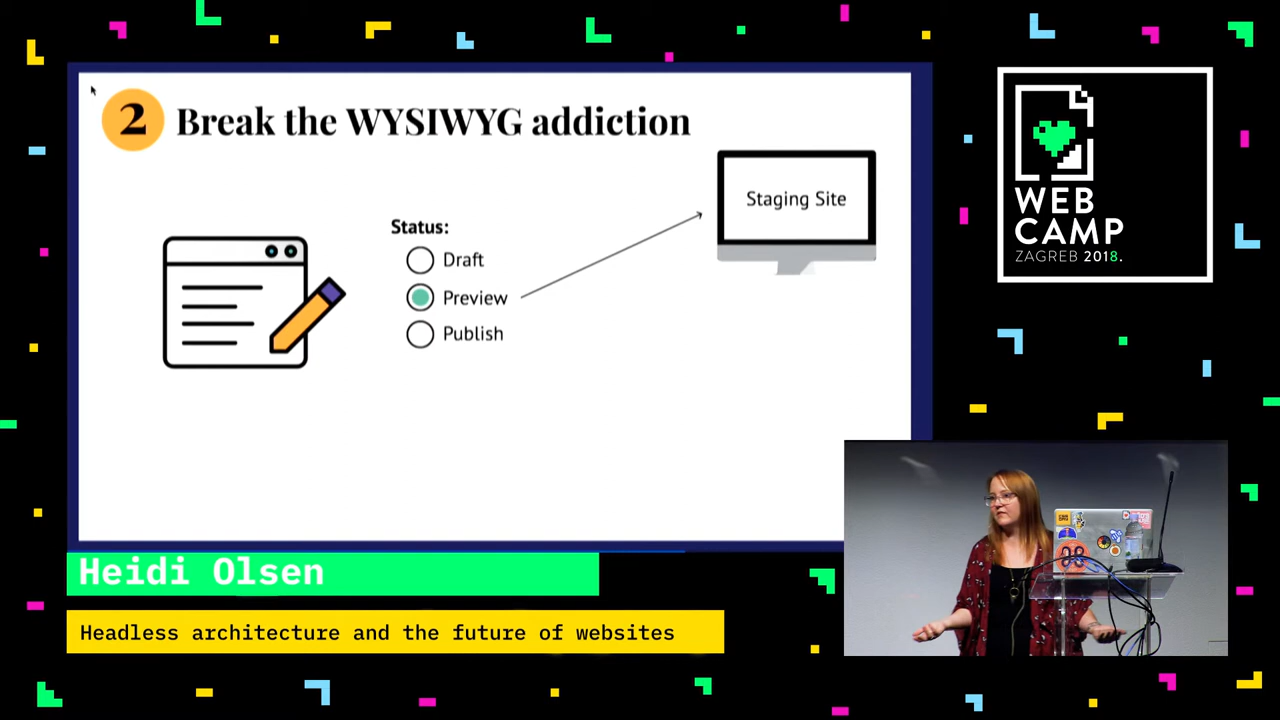 2 Break the WYSIWYG addiction
Staging Site
Status:
Draft
Preview
Publish
WEB
CAMP
ZAGREB 2018.
Heidi Olsen
Headless architecture and the future of websites